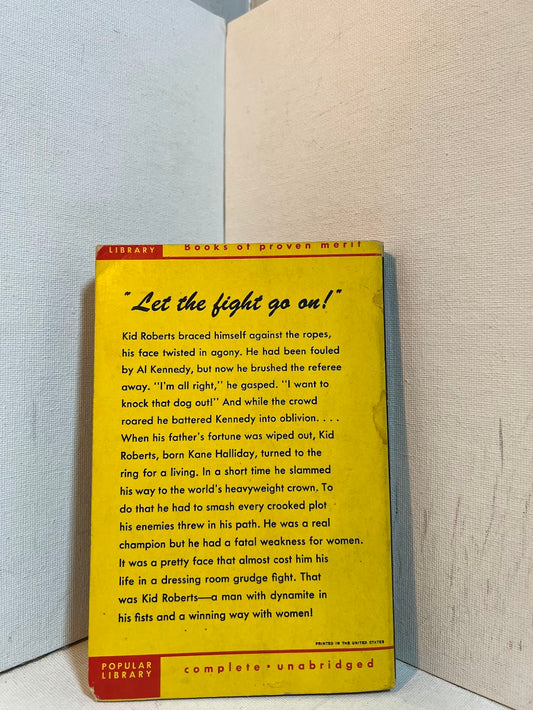 LIBRARY Books of proven merit
"Let the fight go on!"
Kid Roberts braced himself against the ropes,
his face twisted in agony. He had been fouled
by Al Kennedy, but now he brushed the referee
away. "I'm all right," he gasped. "I want to
knock that dog out!" And while the crowd
roared he battered Kennedy into oblivion. . . .
When his father's fortune was wiped out, Kid
Roberts, born Kane Halliday, turned to the
ring for a living. In a short time he slammed
his way to the world's heavyweight crown. To
do that he had to smash every crooked plot
his enemies threw in his path. He was a real
champion but he had a fatal weakness for women.
It was a pretty face that almost cost him his
life in a dressing room grudge fight. That
was Kid Roberts—a man with dynamite in
his fists and a winning way with women!
PRINTED IN THE UNITED STATES
POPULAR
LIBRARY
complete • unabridged